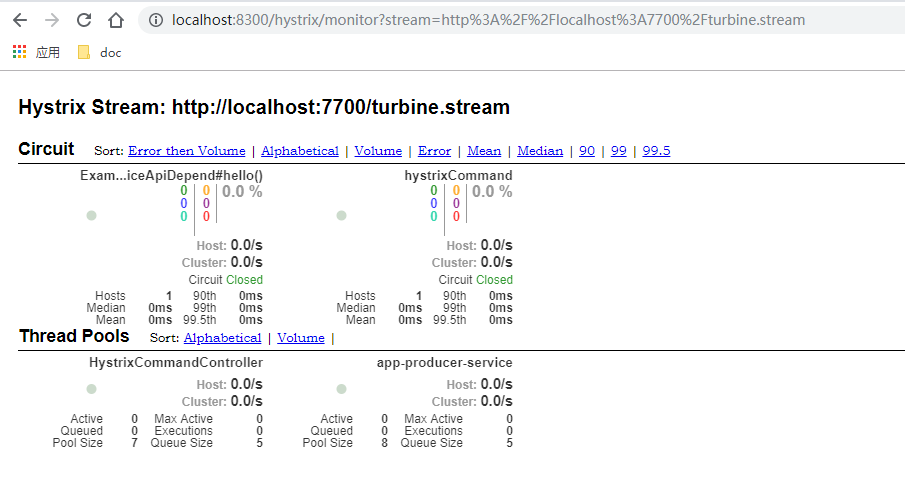 localhost:8300/hystrix/monitor?stream=http%3A%2F%2Flocalhost%3A7700%2Fturbine.stream
应用 doc
Hystrix Stream: http://localhost:7700/turbine.stream
Circuit Sort: Error then Volume | Alphabetical | Volume | Error | Mean | Median | 90 | 99 | 99.5
Exam...iceApiDepend#hello() hystrixCommand
0 0 0.0 % 0 0 0.0 %
0 0 0 0
0 0 0 0
Host: 0.0/s Host: 0.0/s
Cluster: 0.0/s Cluster: 0.0/s
Circuit Closed Circuit Closed
Hosts 1 90th 0ms Hosts 1 90th 0ms
Median 0ms 99th 0ms Median 0ms 99th 0ms
Mean 0ms 99.5th 0ms Mean 0ms 99.5th 0ms
Thread Pools Sort: Alphabetical | Volume |
HystrixCommandController app-producer-service
Host: 0.0/s Host: 0.0/s
Cluster: 0.0/s Cluster: 0.0/s
Active 0 Max Active 0 Active 0 Max Active 0
Queued 0 Executions 0 Queued 0 Executions 0
Pool Size 7 Queue Size 5 Pool Size 8 Queue Size 5